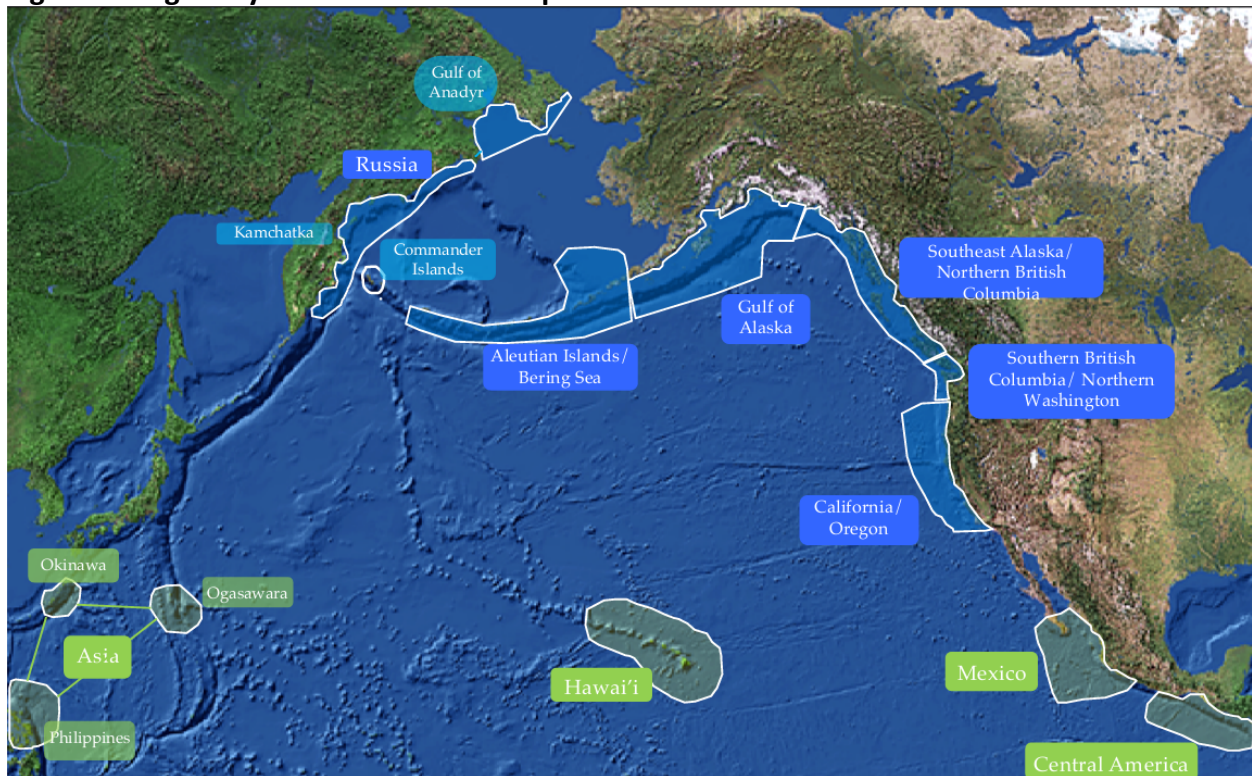 Gulf of
Anadyr
Russia
Kamchatka
Commander
Islands
Southeast Alaska/
Northern British
Columbia
Gulf of
Alaska
Aleutian Islands/
Bering Sea
Southern British
Columbia/ Northern
Washington
California/
Oregon
Okinawa
Ogasawara
Asia
Hawai'i
Mexico
Philippines
Central America